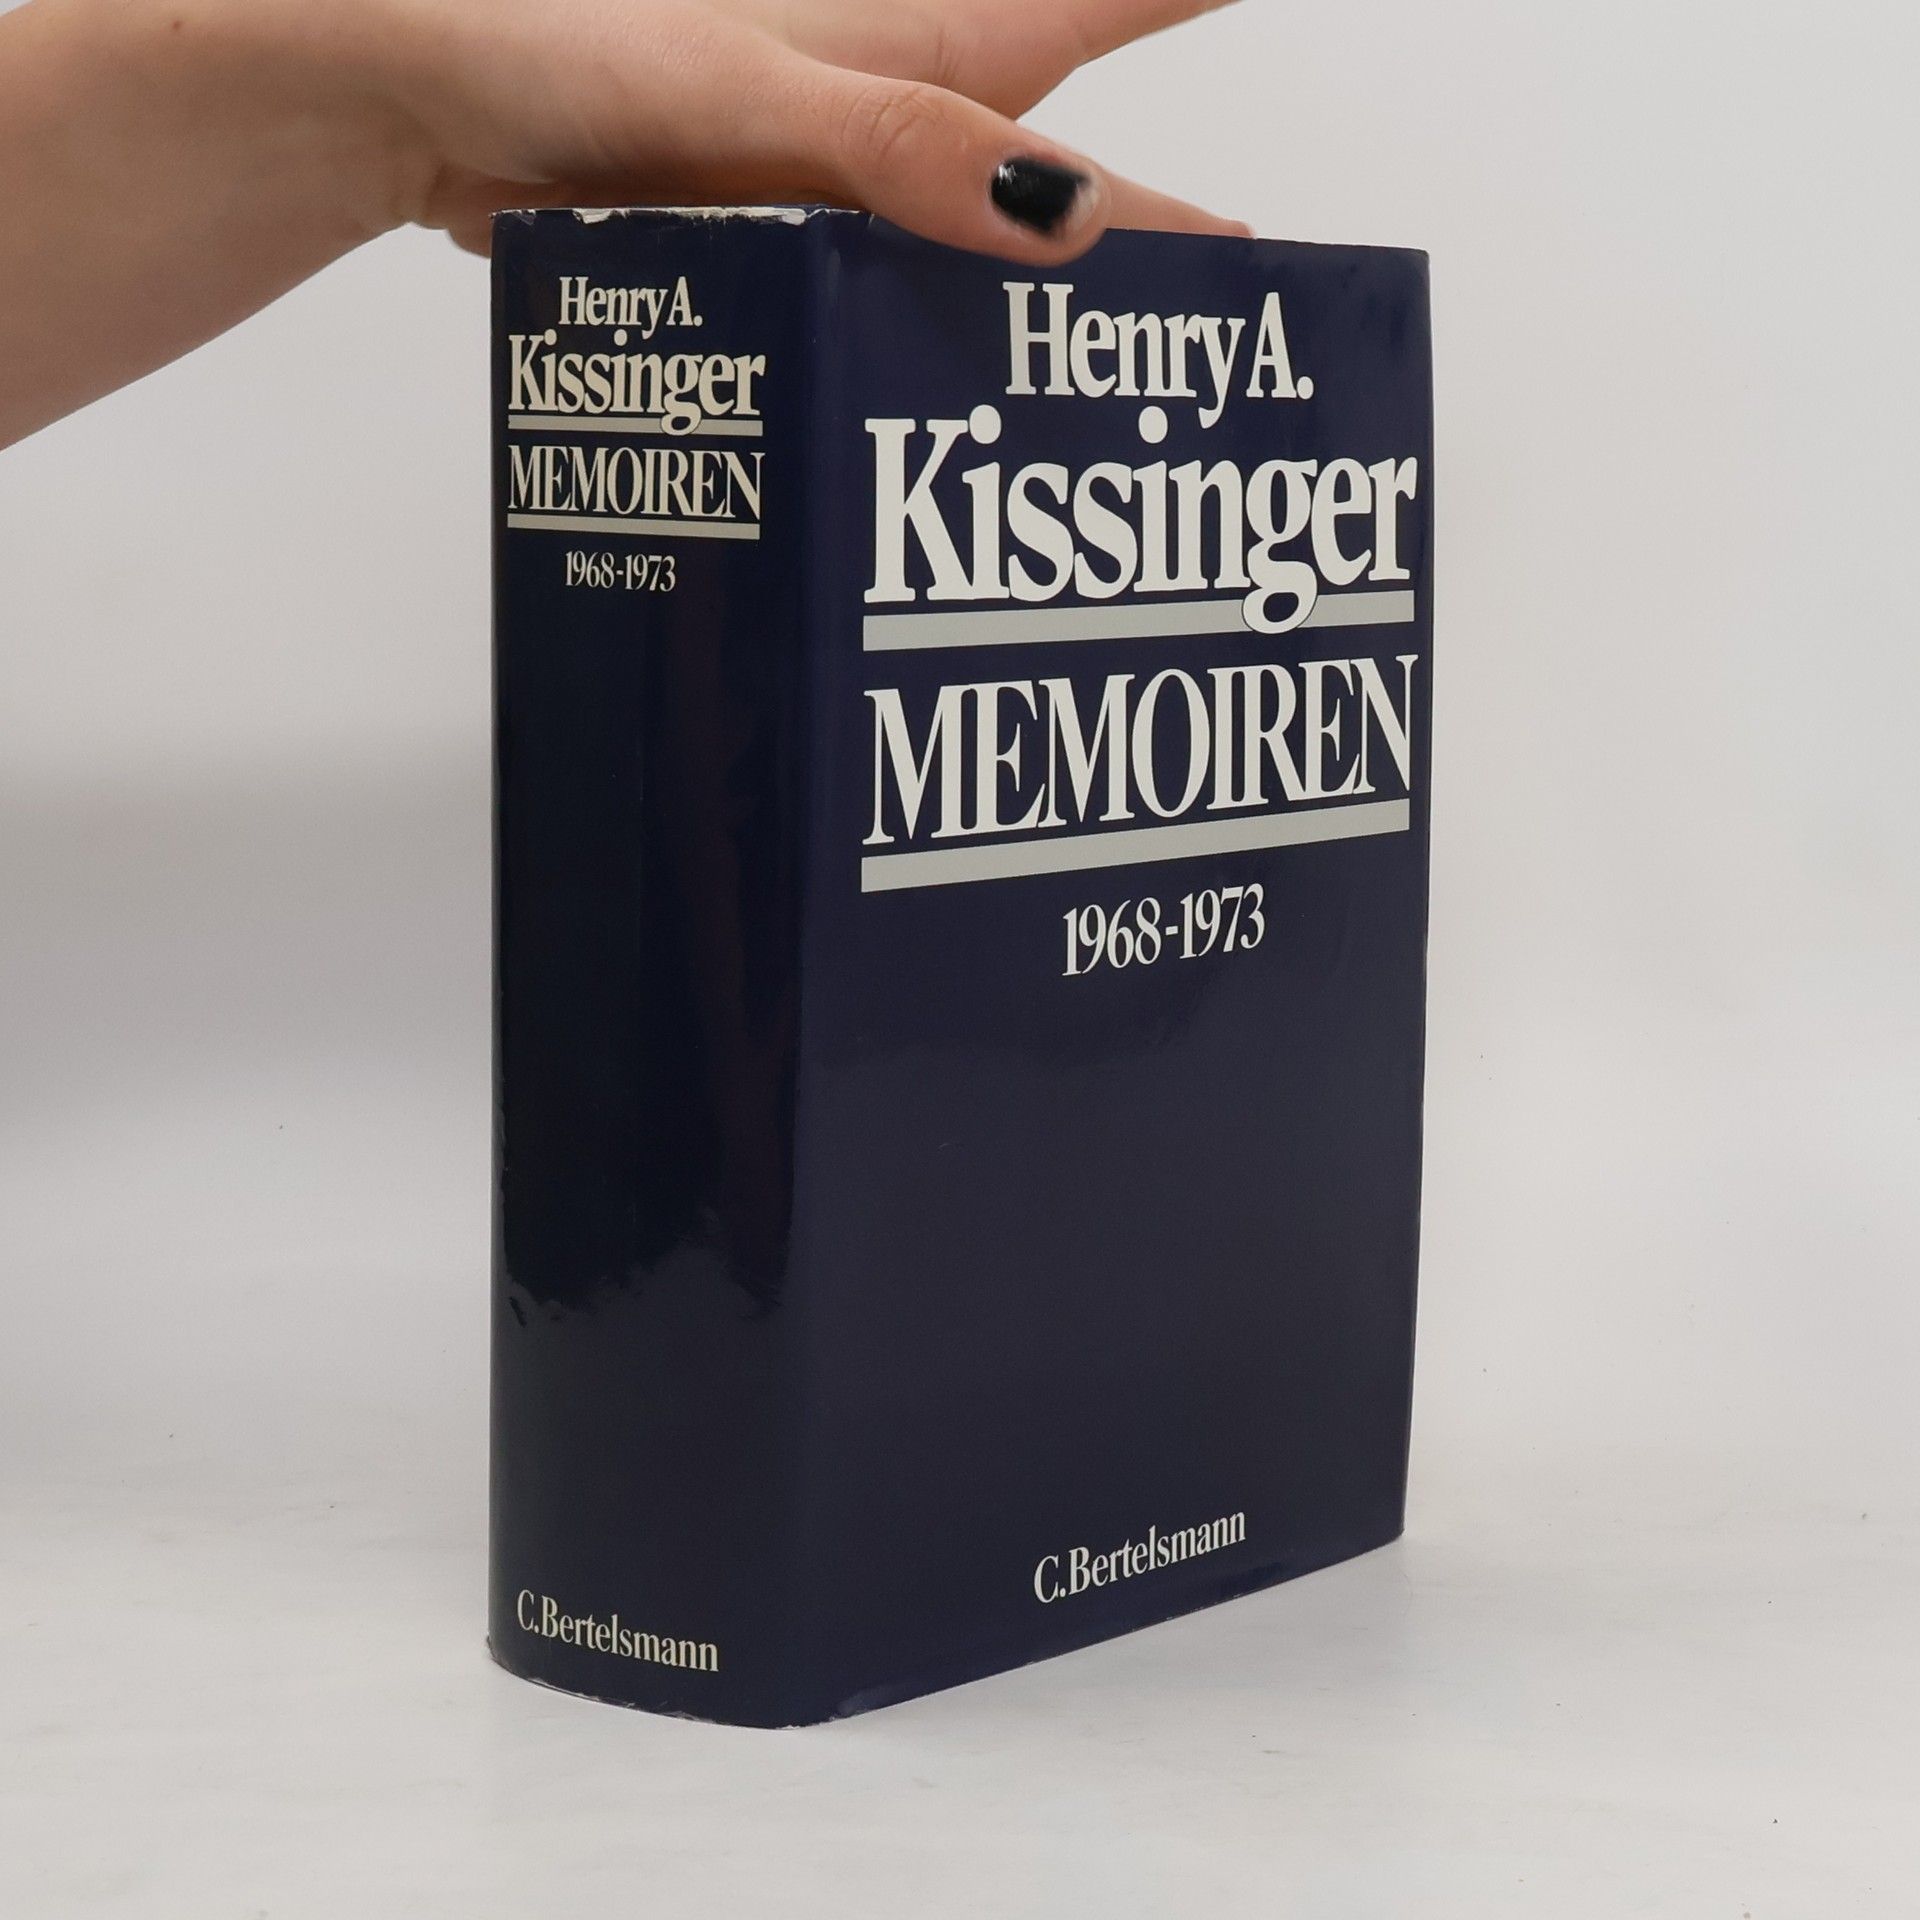 Henry A.
Kissinger
MEMOIREN
1968-1973
C.Bertelsmann
Henry A.
Kissinger
MEMOIREN
1968-1973
C.Bertelsmann